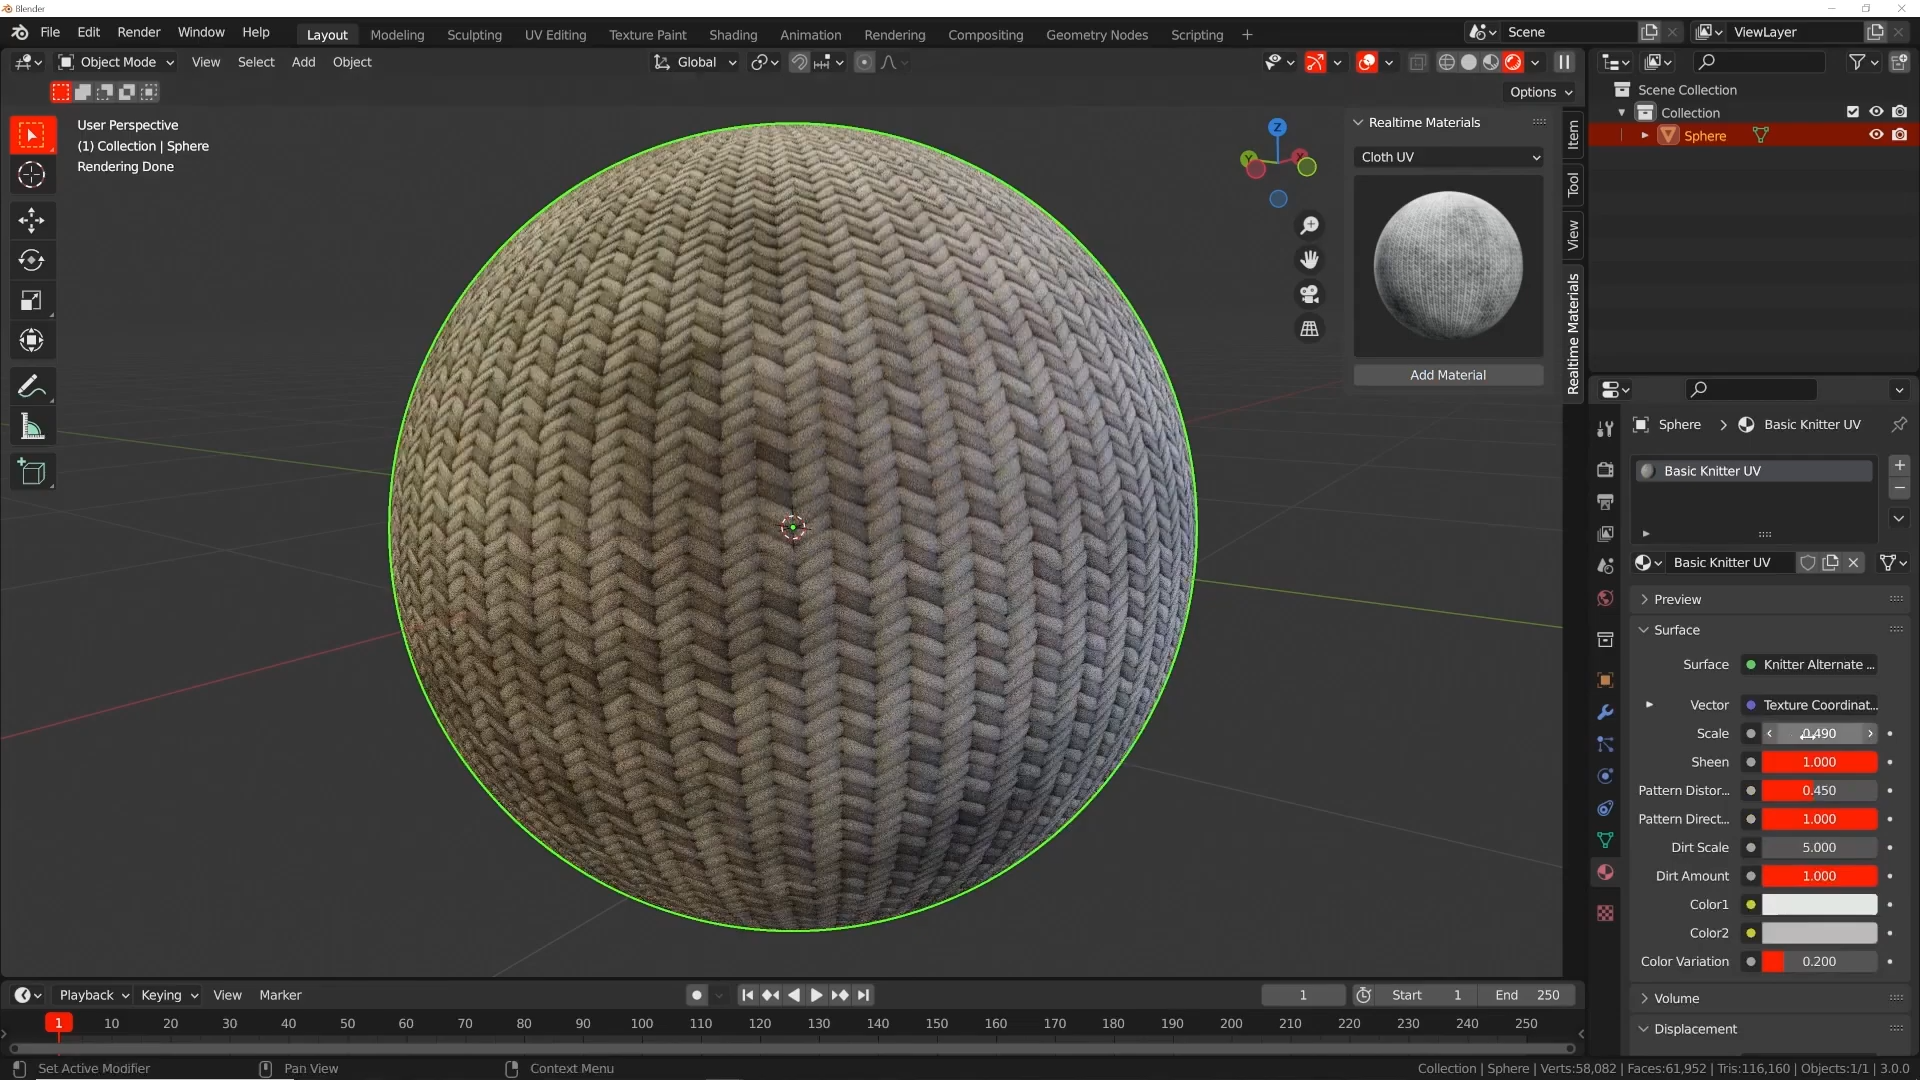 Blender
File Edit Render Window Help Layout Modeling Sculpting UV Editing Texture Paint Shading Animation Rendering Compositing Geometry Nodes Scripting + Scene ViewLayer
Object Mode View Select Add Object Global
Options
User Perspective
(1) Collection | Sphere
Rendering Done
Z
Y
X
Realtime Materials
Cloth UV
Add Material
Item
Tool
View
Realtime Materials
Scene Collection
Collection
Sphere
Sphere > Basic Knitter UV
Basic Knitter UV
Basic Knitter UV
Preview
Surface
Surface Knitter Alternate ...
Vector Texture Coordinat...
Scale 0.490
Sheen 1.000
Pattern Distor... 0.450
Pattern Direct... 1.000
Dirt Scale 5.000
Dirt Amount 1.000
Color1
Color2
Color Variation 0.200
Volume
Displacement
Playback Keying View Marker 1 Start 1 End 250
1 10 20 30 40 50 60 70 80 90 100 110 120 130 140 150 160 170 180 190 200 210 220 230 240 250
Set Active Modifier Pan View Context Menu Collection | Sphere | Verts:58,082 | Faces:61,952 | Tris:116,160 | Objects:1/1 | 3.0.0